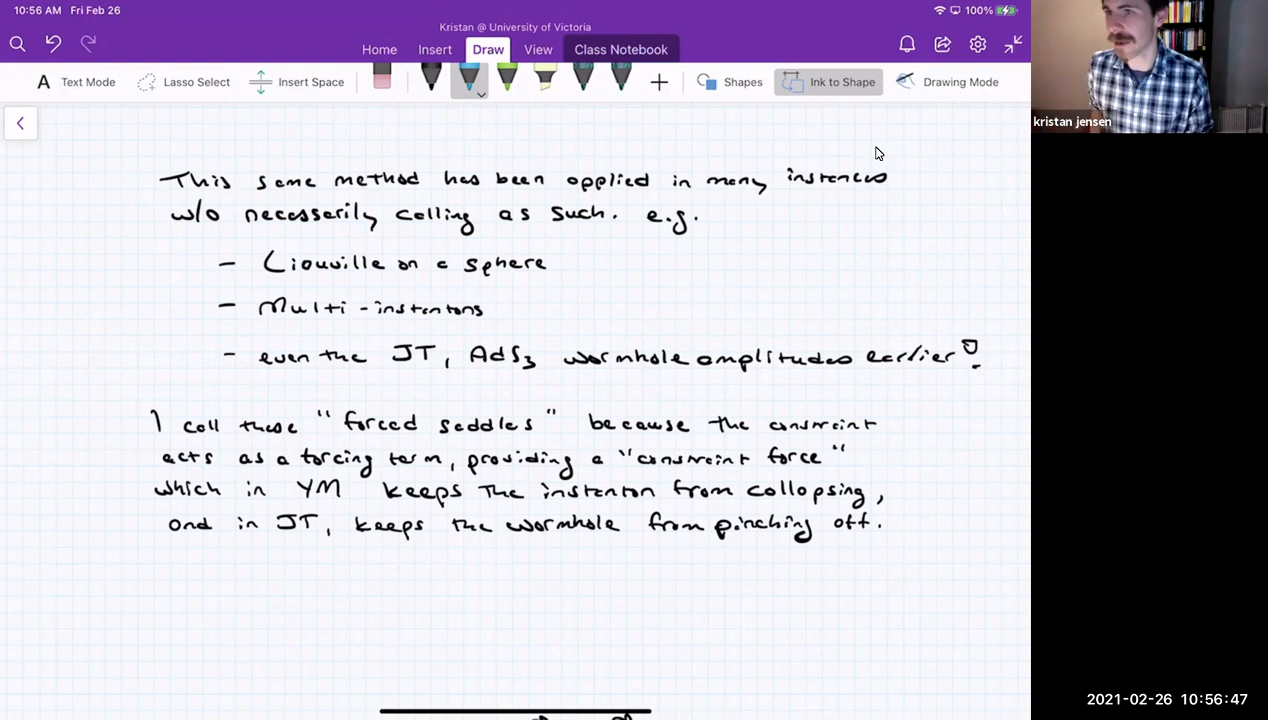 10:56 AM Fri Feb 26
100%
Kristan @ University of Victoria
Home Insert Draw View Class Notebook
A Text Mode Lasso Select Insert Space Shapes Ink to Shape Drawing Mode
kristan jensen
This same method has been applied in many instances
w/o necessarily calling as such. e.g.
- Liouville on a sphere
- Multi-instantons
- even the JT, AdS3 wormhole amplitudes earlier!
I call these "forced saddles" because the constraint
acts as a forcing term, providing a "constraint force"
which in YM keeps the instanton from collapsing,
and in JT, keeps the wormhole from pinching off.
2021-02-26 10:56:47